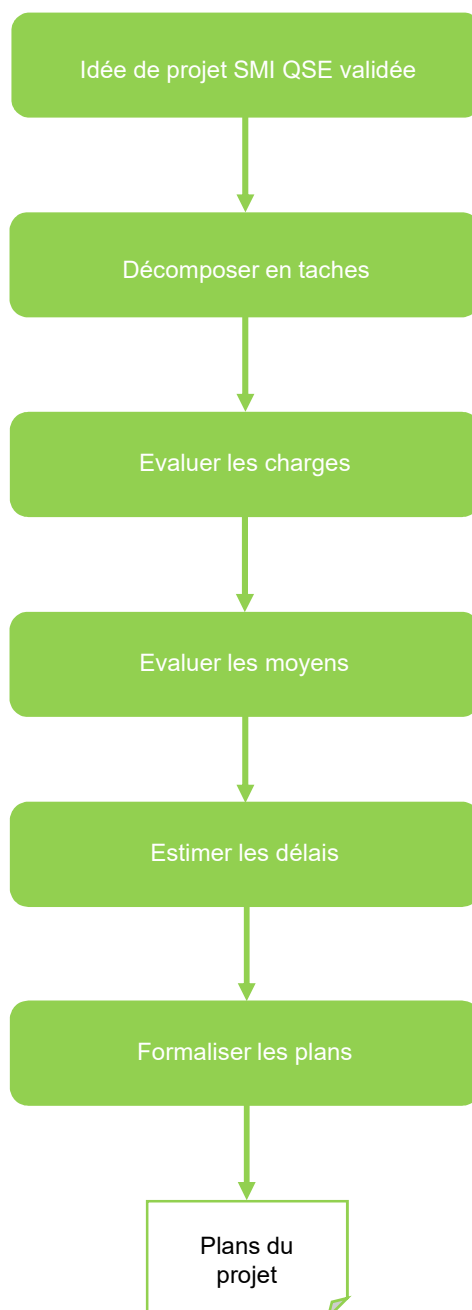 Idée de projet SMI QSE validée
Décomposer en taches
Evaluer les charges
Evaluer les moyens
Estimer les délais
Formaliser les plans
Plans du
projet